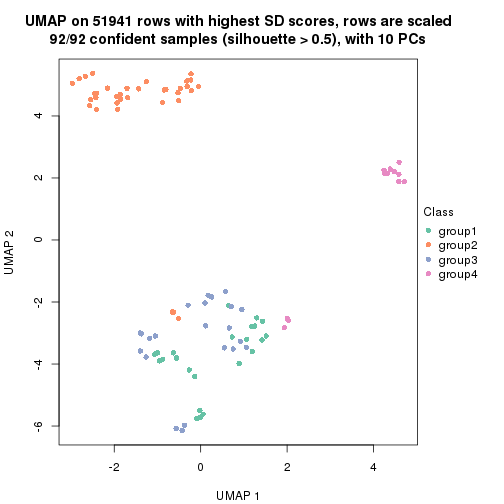 UMAP on 51941 rows with highest SD scores, rows are scaled
92/92 confident samples (silhouette > 0.5), with 10 PCs
4
2
0
-2
-4
-6
UMAP 2
-2
0
2
4
UMAP 1
Class
group1
group2
group3
group4